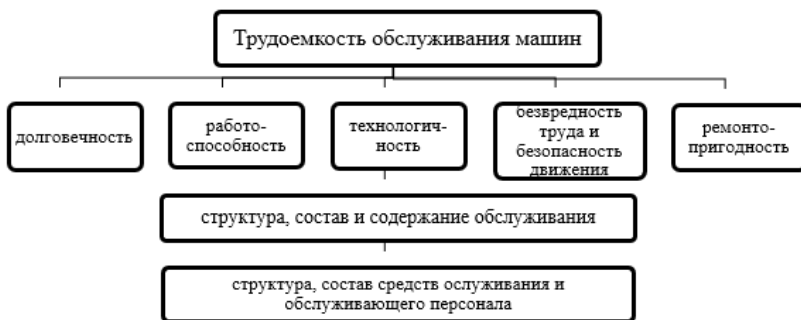 Трудоемкость обслуживания машин
долговечность
работо-
способность
технологич-
ность
безвредность
труда и
безопасность
движения
ремонто-
пригодность
структура, состав и содержание обслуживания
структура, состав средств ослуживания и
обслуживающего персонала